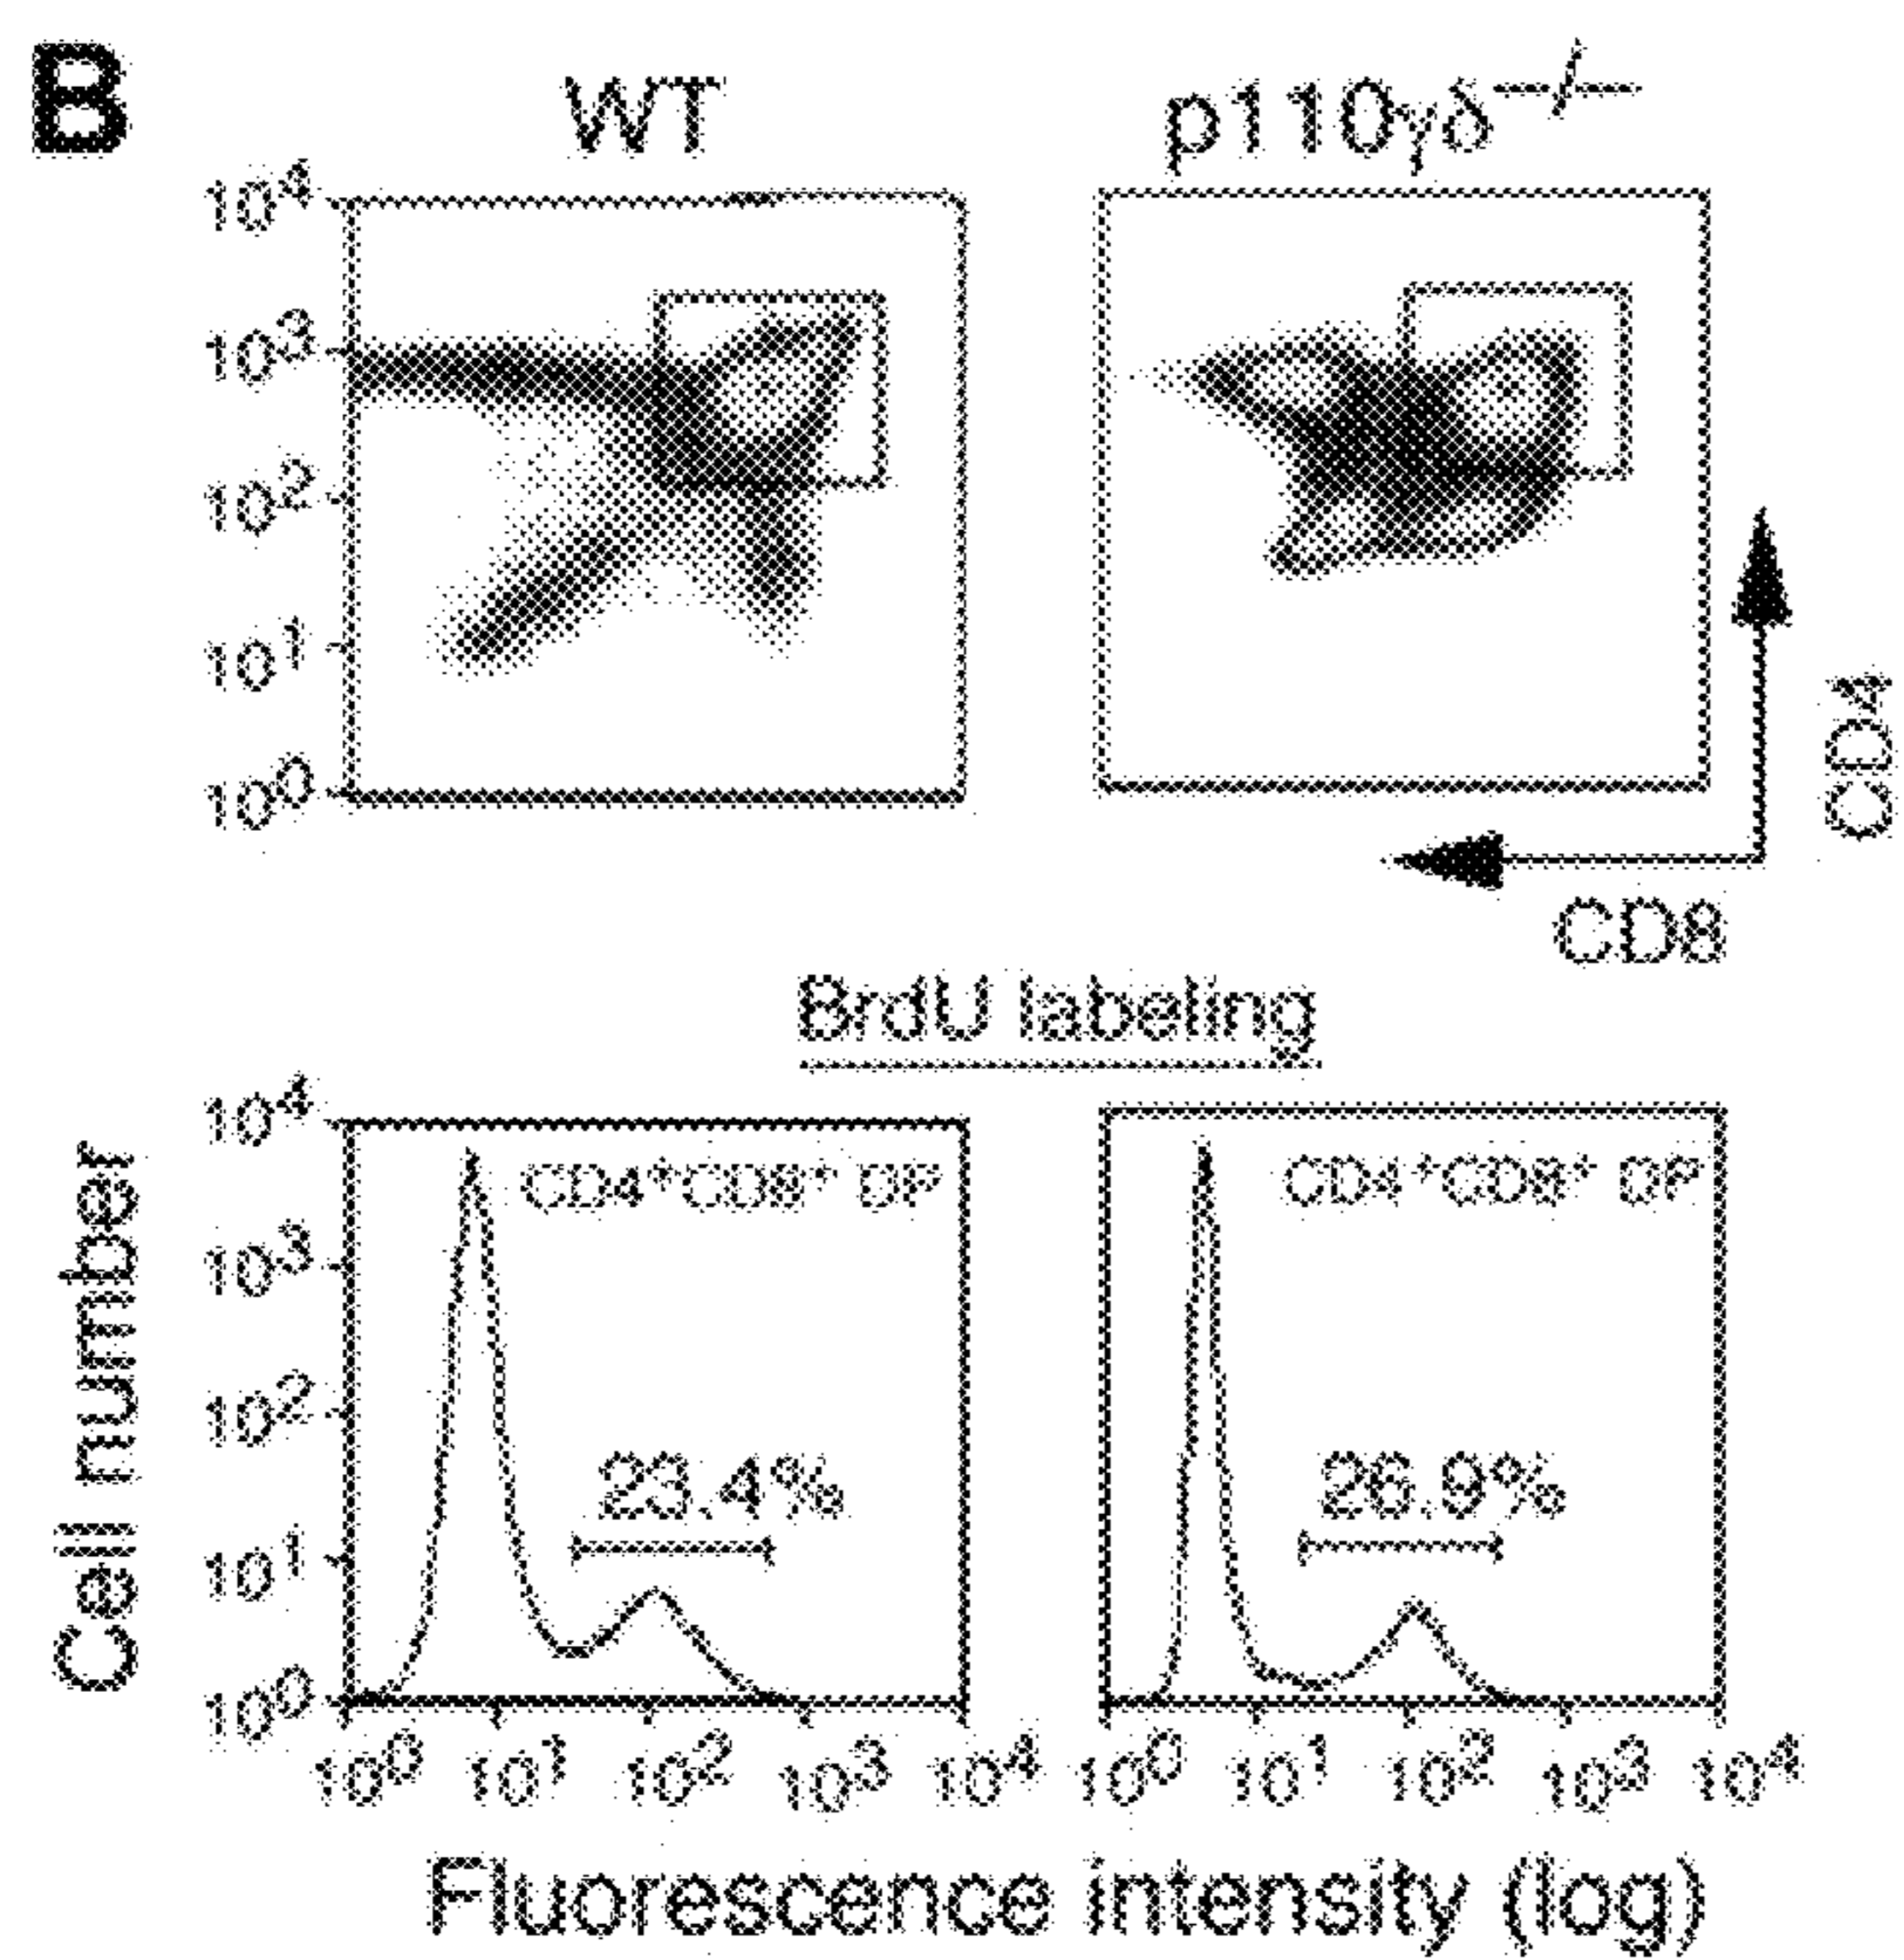 B
WT
p110γδ−/−
10⁴
10³
10²
10¹
10⁰
CD4
CD8
BrdU labeling
Cell number
10⁴
10³
10²
10¹
10⁰
CD4⁺CD8⁺ DP
CD4⁺CD8⁺ DP
23.4%
26.9%
10⁰ 10¹ 10² 10³ 10⁴
10⁰ 10¹ 10² 10³ 10⁴
Fluorescence intensity (log)